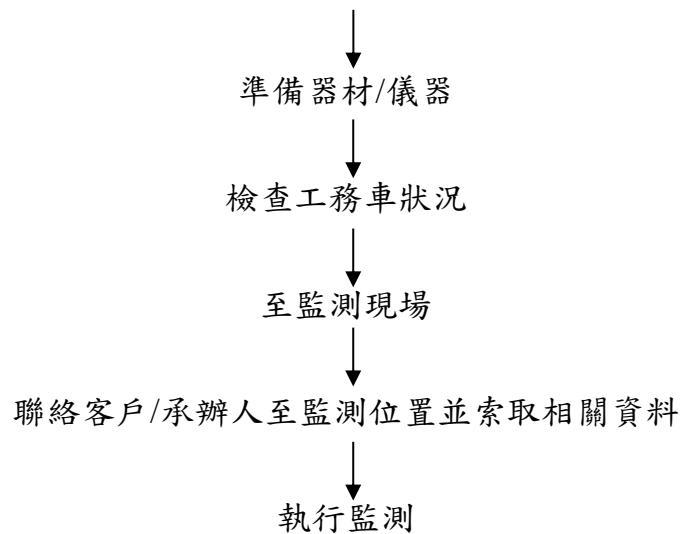 準備器材/儀器
檢查工務車狀況
至監測現場
聯絡客戶/承辦人至監測位置並索取相關資料
執行監測